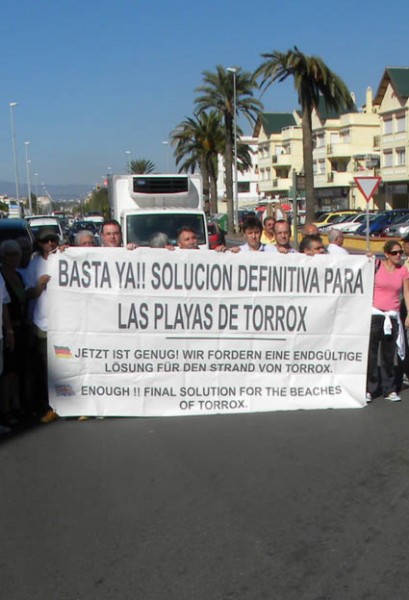 BASTA YA!! SOLUCION DEFINITIVA PARA
LAS PLAYAS DE TORROX
JETZT IST GENUG! WIR FORDERN EINE ENDGÜLTIGE
LÖSUNG FÜR DEN STRAND VON TORROX.
ENOUGH !! FINAL SOLUTION FOR THE BEACHES
OF TORROX.